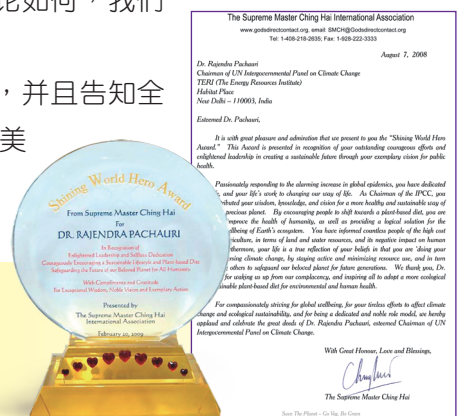 论如何，我们
，并且告知全
美
The Supreme Master Ching Hai International Association
www.godsdirectcontact.org, email: SMCH@Godsdirectcontact.org
Tel: 1-408-218-2635; Fax: 1-928-222-3333
August 7, 2008
Dr. Rajendra Pachauri
Chairman of UN Intergovernmental Panel on Climate Change
TERI (The Energy Resources Institute)
Habitat Place
New Delhi – 110003, India
Esteemed Dr. Pachauri,
It is with great pleasure and admiration that we present to you the "Shining World Hero
Award." This Award is presented in recognition of your outstanding courageous efforts and
enlightened leadership in creating a sustainable future through your exemplary vision for public
health.
Passionately responding to the alarming increase in global epidemics, you have dedicated
and your life's work to changing our way of life. As Chairman of the IPCC, you
your wisdom, knowledge, and vision for a more healthy and sustainable way of
precious planet. By encouraging people to shift towards a plant-based diet, you are
improve the health of humanity, as well as providing a logical solution for the
wellbeing of Earth's ecosystem. You have informed countless people of the high cost
in terms of land and water resources, and its negative impact on human
your life is a true reflection of your beliefs in that you are 'doing your
climate change, by staying active and minimizing resource use, and in turn
others to safeguard our beloved planet for future generations. We thank you, Dr.
for urging us up from our complacency, and inspiring all to adopt a more ecological
plant-based diet for environmental and human health.
For compassionately striving for global wellbeing, for your tireless efforts to affect climate
change and ecological sustainability, and for being a dedicated and noble role model, we hereby
applaud and celebrate the great deeds of Dr. Rajendra Pachauri, esteemed Chairman of UN
Intergovernmental Panel on Climate Change.
With Great Honour, Love and Blessings,
The Supreme Master Ching Hai
Save The Planet – Go Veg, Be Green
Shining World Hero Award
From Supreme Master Ching Hai
For
DR. RAJENDRA PACHAURI
In Recognition of
Enlightened Leadership and Selfless Dedication
Courageously Encouraging a Sustainable Lifestyle and Plant-based Diet
Safeguarding the Future of our Beloved Planet for All Humanity
With Compliments and Gratitude
For Exceptional Wisdom, Noble Vision and Exemplary Action
Presented by
The Supreme Master Ching Hai
International Association
February 10, 2009